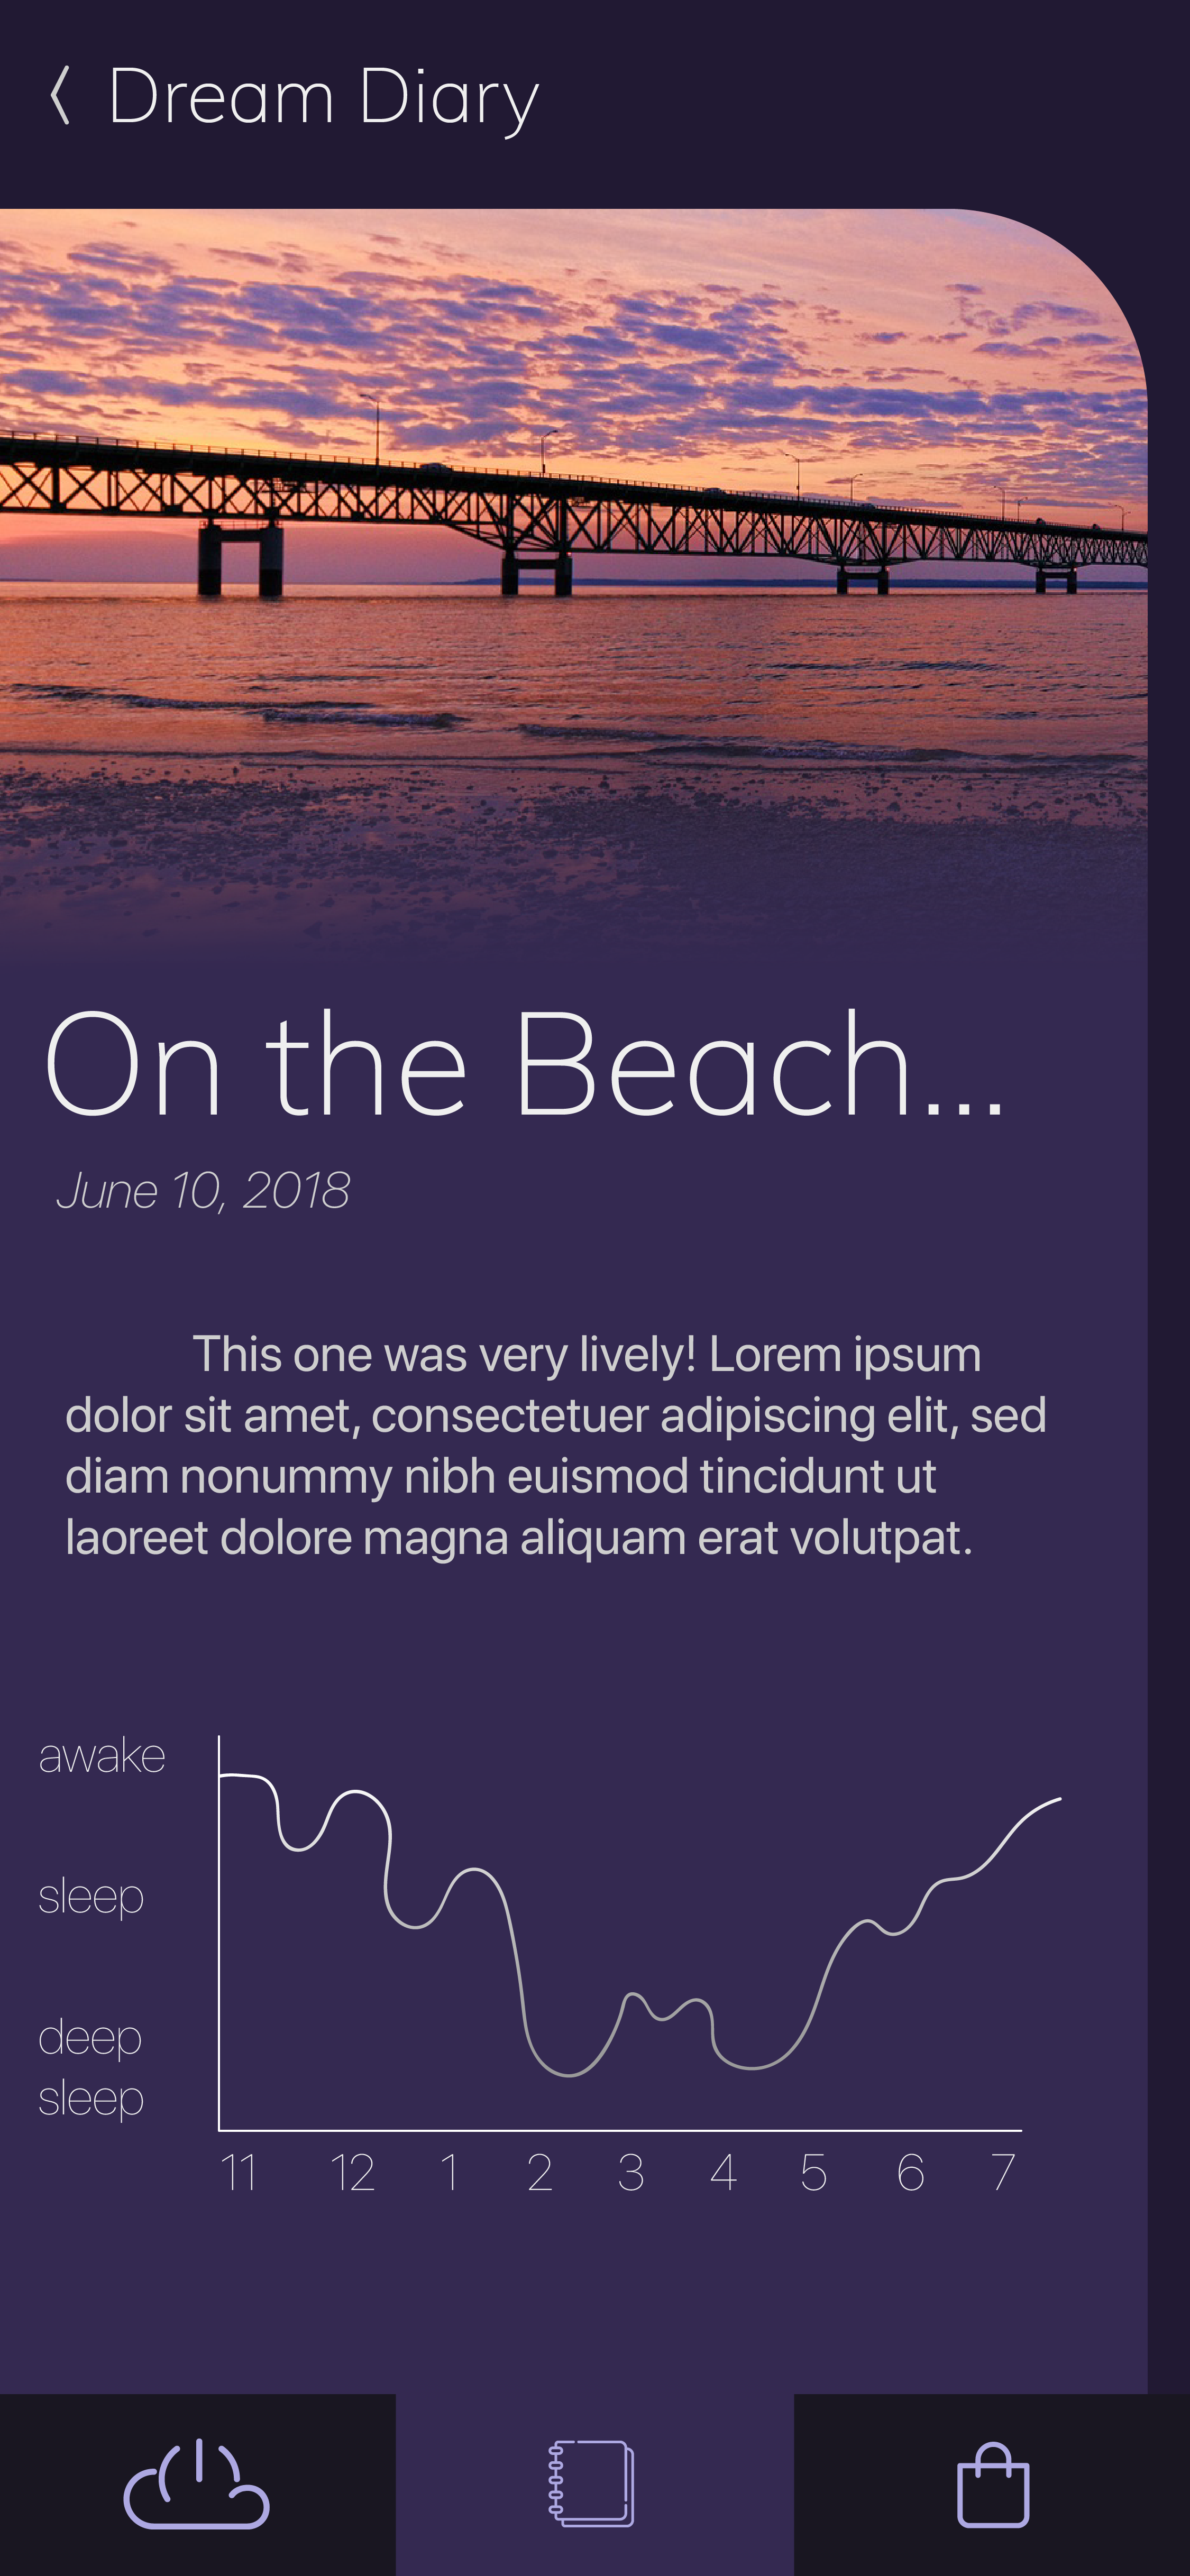 Dream Diary
On the Beach...
June 10, 2018
This one was very lively! Lorem ipsum
dolor sit amet, consectetuer adipiscing elit, sed
diam nonummy nibh euismod tincidunt ut
laoreet dolore magna aliquam erat volutpat.
awake
sleep
deep
sleep
11 12 1 2 3 4 5 6 7